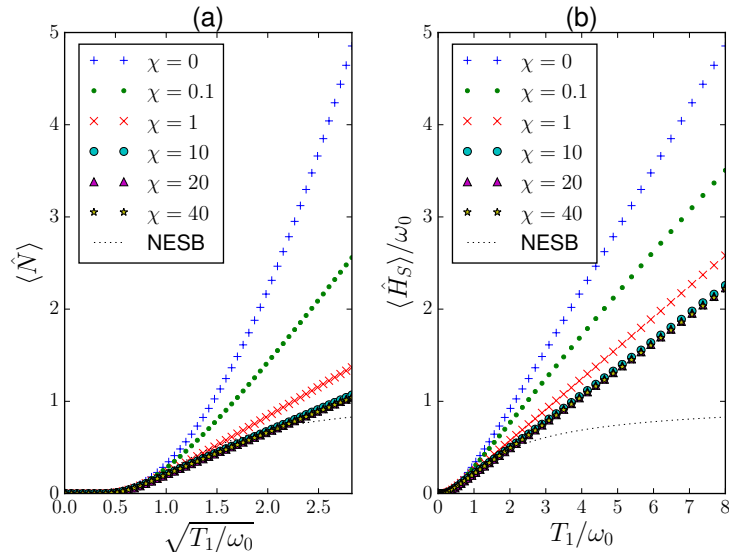 (a)
5
4
3
2
1
0
⟨N̂⟩
χ = 0
χ = 0.1
χ = 1
χ = 10
χ = 20
χ = 40
NESB
0.0 0.5 1.0 1.5 2.0 2.5
√T₁/ω₀
(b)
5
4
3
2
1
0
⟨Ĥ_S⟩/ω₀
χ = 0
χ = 0.1
χ = 1
χ = 10
χ = 20
χ = 40
NESB
0 1 2 3 4 5 6 7 8
T₁/ω₀